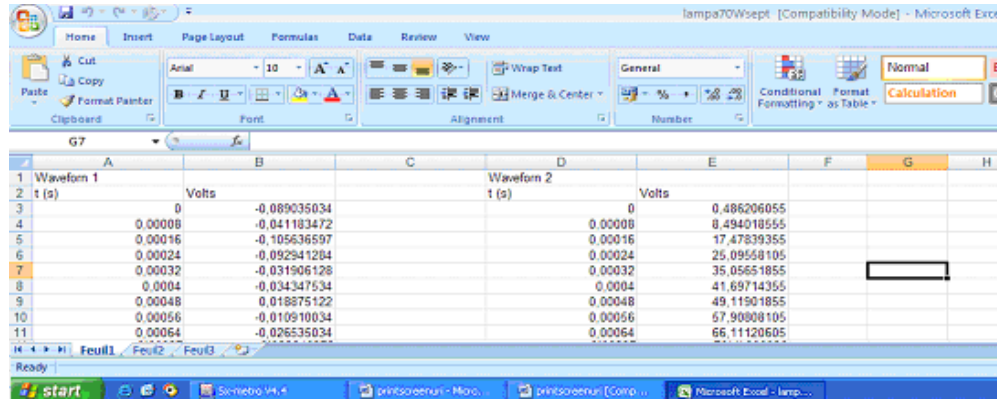 lampa70Wsept [Compatibility Mode] - Microsoft Exce
Home Insert Page Layout Formulas Data Review View
Paste
Cut
Copy
Format Painter
Clipboard
Arial 10
B I U
Font
Wrap Text
Merge & Center
Alignment
General
Number
Conditional Formatting
Format as Table
Normal
Calculation
G7 fx
A B C D E F G H
1 Waveform 1 Waveform 2
2 t (s) Volts t (s) Volts
3 0 -0,089035034 0 0,486206055
4 0,00008 -0,041183472 0,00008 8,494018555
5 0,00016 -0,105636597 0,00016 17,47839355
6 0,00024 -0,092941284 0,00024 25,09558105
7 0,00032 -0,031906128 0,00032 35,05651855
8 0,0004 -0,034347534 0,0004 41,69714355
9 0,00048 0,018875122 0,00048 49,11901855
10 0,00056 -0,010910034 0,00056 57,90808105
11 0,00064 -0,026535034 0,00064 66,11120605
Feuil1 Feuil2 Feuil3
Ready
start
printscreenuri - Micro...
printscreenuri [Comp...
Microsoft Excel - lamp...